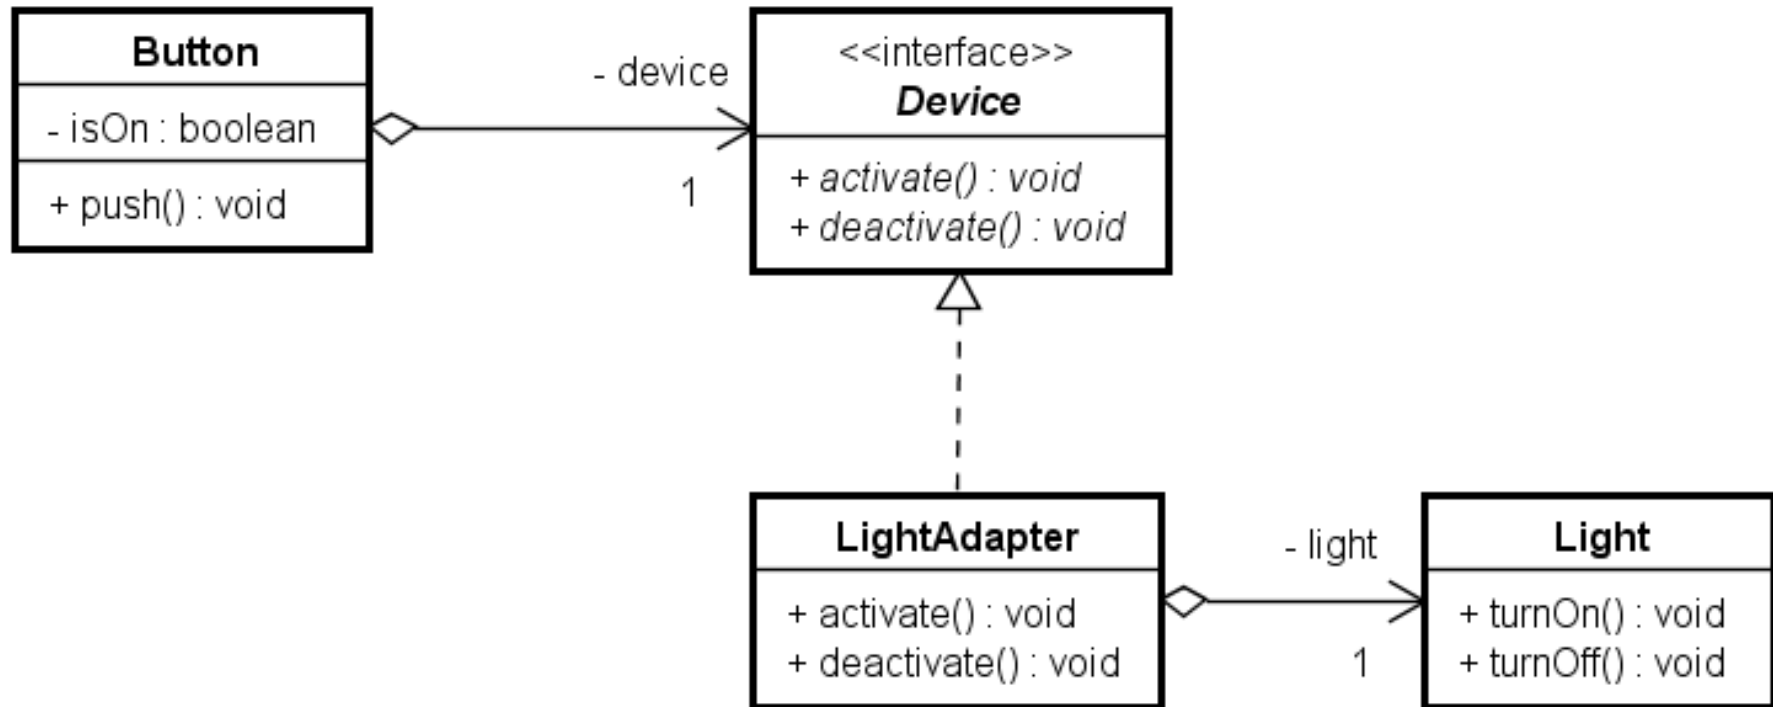 Button
- isOn : boolean
+ push() : void
- device
1
<<interface>>
Device
+ activate() : void
+ deactivate() : void
LightAdapter
+ activate() : void
+ deactivate() : void
- light
1
Light
+ turnOn() : void
+ turnOff() : void